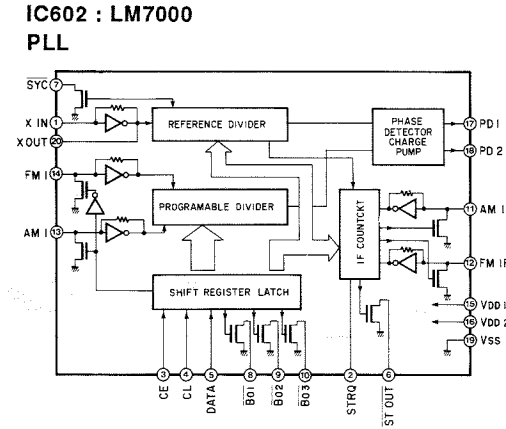 IC602 : LM7000
PLL
SYC 7
X IN 1
X OUT 20
FM I 14
AM I 13
REFERENCE DIVIDER
PROGRAMABLE DIVIDER
SHIFT REGISTER LATCH
PHASE
DETECTOR
CHARGE
PUMP
IF COUNTCKT
17 PD1
18 PD 2
11 AM I
12 FM IF
15 VDD 1
16 VDD 2
19 VSS
3 4 5 8 9 10 2 6
CE CL DATA BO1 BO2 BO3 STRQ ST OUT